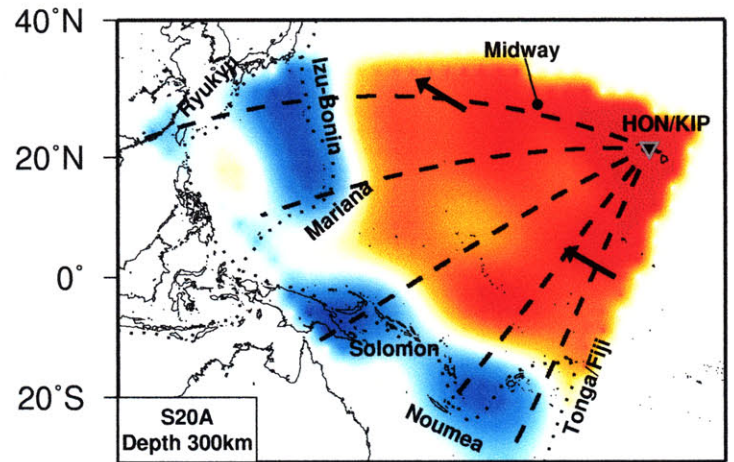 40°N
Midway
Ryukyu
Izu-Bonin
HON/KIP
20°N
Mariana
0°
Solomon
Tonga/Fiji
20°S
Noumea
S20A
Depth 300km